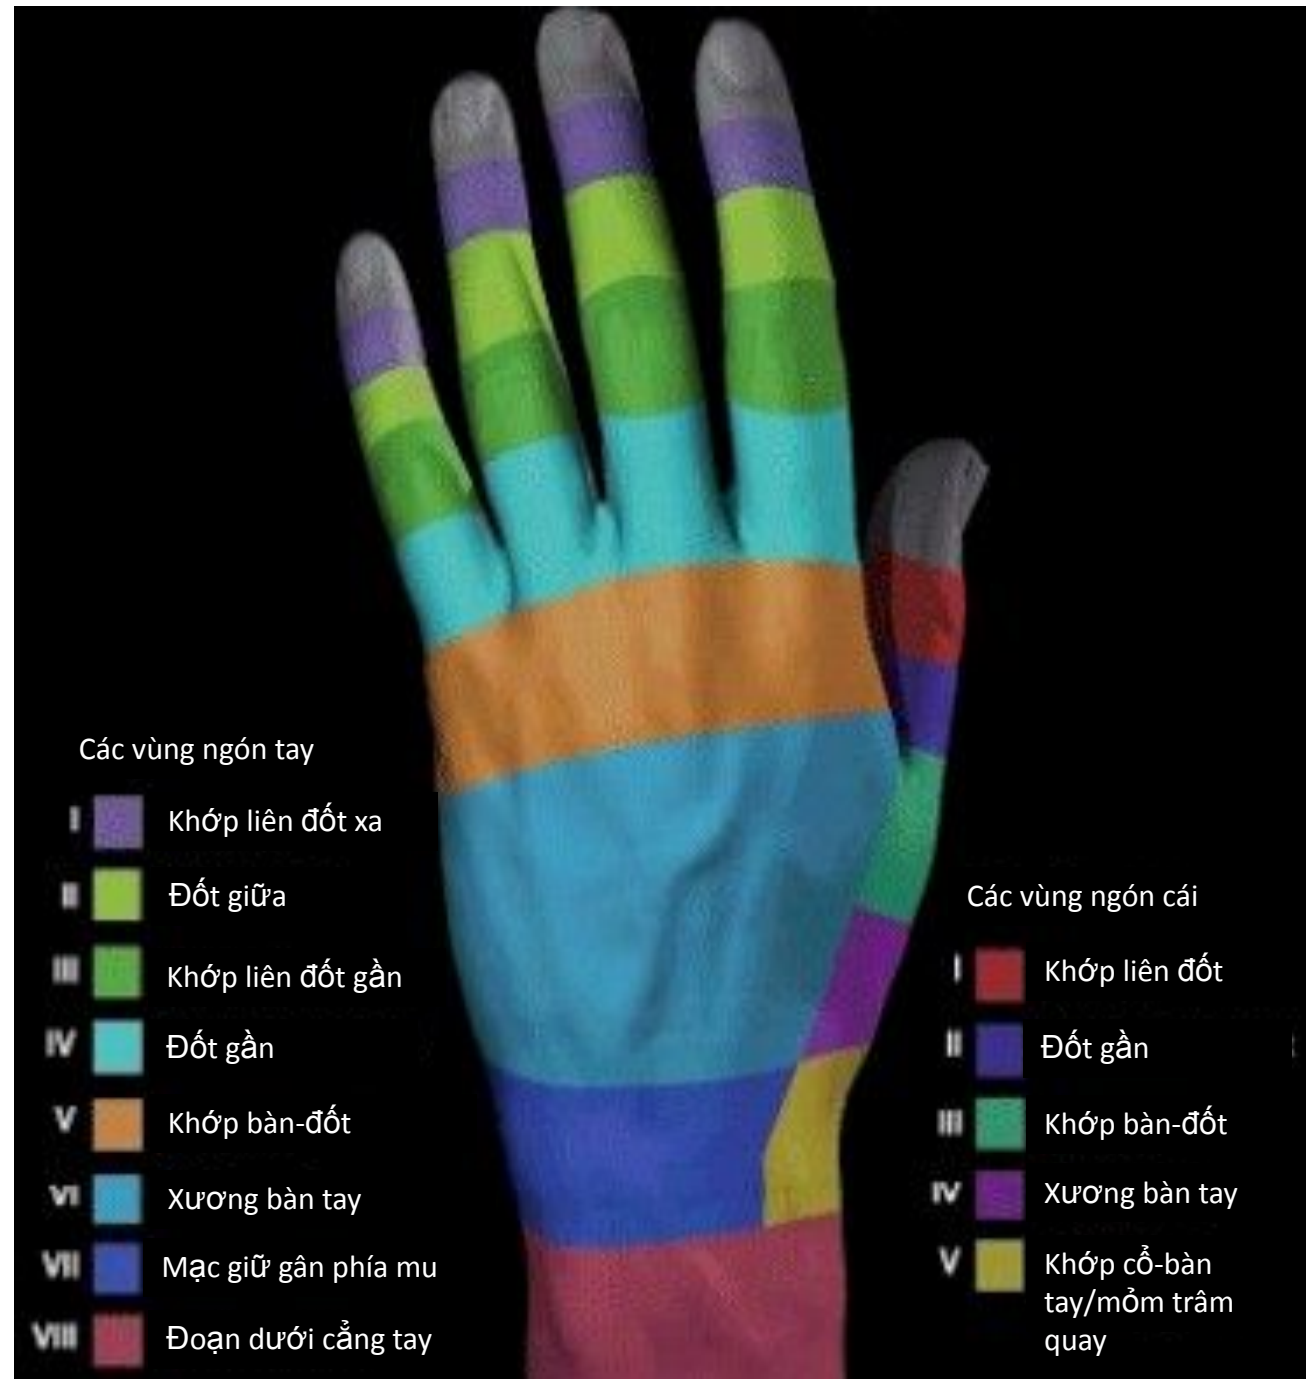 Các vùng ngón tay
I Khớp liên đốt xa
II Đốt giữa
III Khớp liên đốt gần
IV Đốt gần
V Khớp bàn-đốt
VI Xương bàn tay
VII Mạc giữ gân phía mu
VIII Đoạn dưới cẳng tay
Các vùng ngón cái
I Khớp liên đốt
II Đốt gần
III Khớp bàn-đốt
IV Xương bàn tay
V Khớp cổ-bàn
tay/mỏm trâm
quay